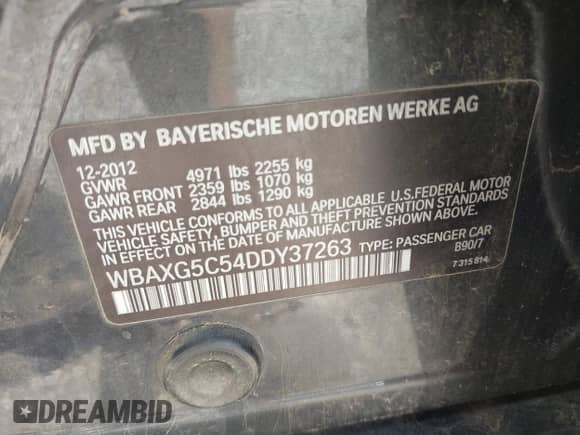 MFD BY BAYERISCHE MOTOREN WERKE AG
12-2012
GVWR 4971 lbs 2255 kg
GAWR FRONT 2359 lbs 1070 kg
GAWR REAR 2844 lbs 1290 kg
THIS VEHICLE CONFORMS TO ALL APPLICABLE U.S.FEDERAL MOTOR
VEHICLE SAFETY, BUMPER AND THEFT PREVENTION STANDARDS
IN EFFECT ON THE DATE OF MANUFACTURE SHOWN ABOVE.
WBAXG5C54DDY37263 TYPE: PASSENGER CAR
B90/7
7 315 814
DREAMBID